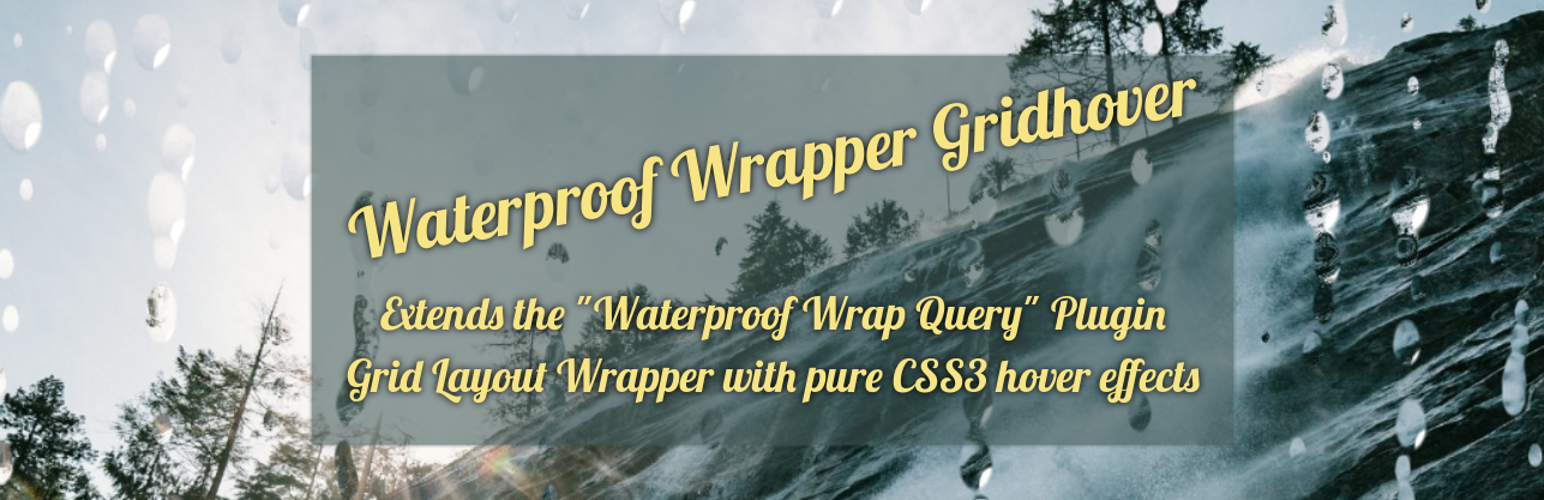 Waterproof Wrapper Gridhover
Extends the "Waterproof Wrap Query" Plugin
Grid Layout Wrapper with pure CSS3 hover effects